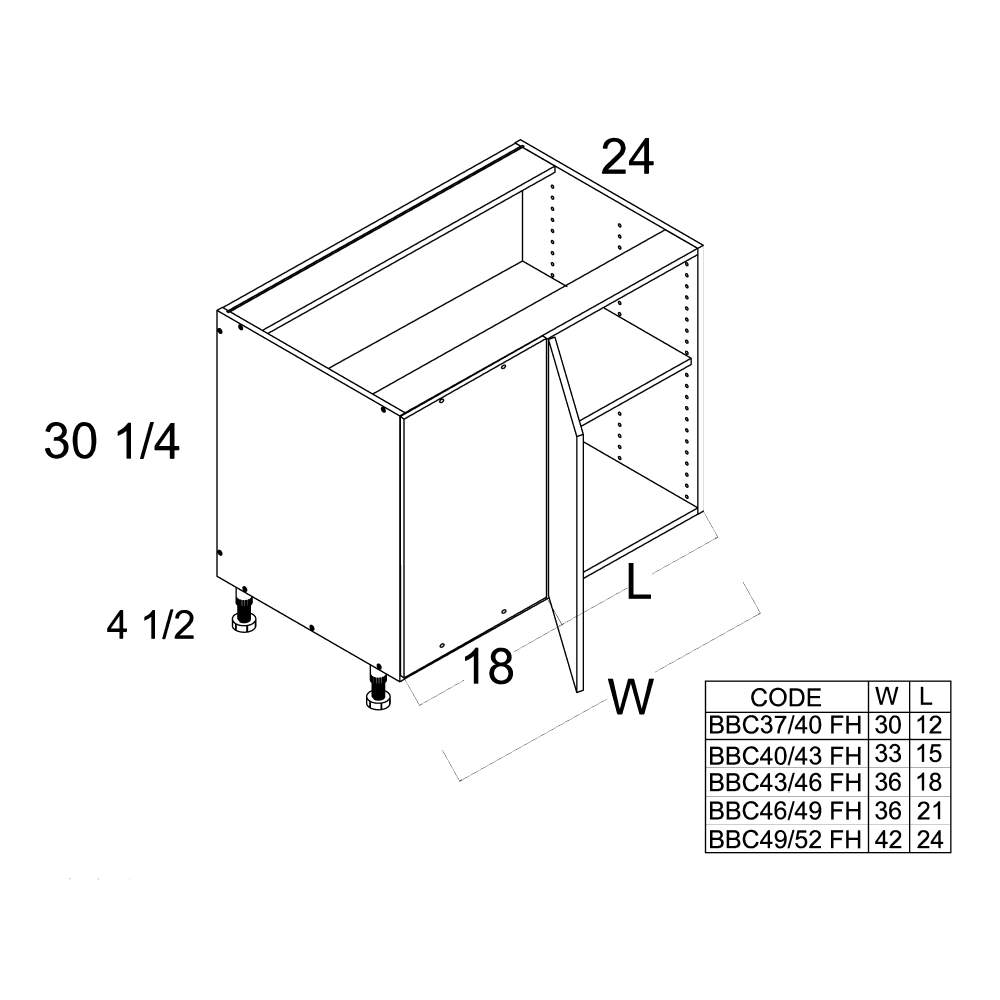 24
30 1/4
4 1/2
L
18
W
CODE W L
BBC37/40 FH 30 12
BBC40/43 FH 33 15
BBC43/46 FH 36 18
BBC46/49 FH 36 21
BBC49/52 FH 42 24